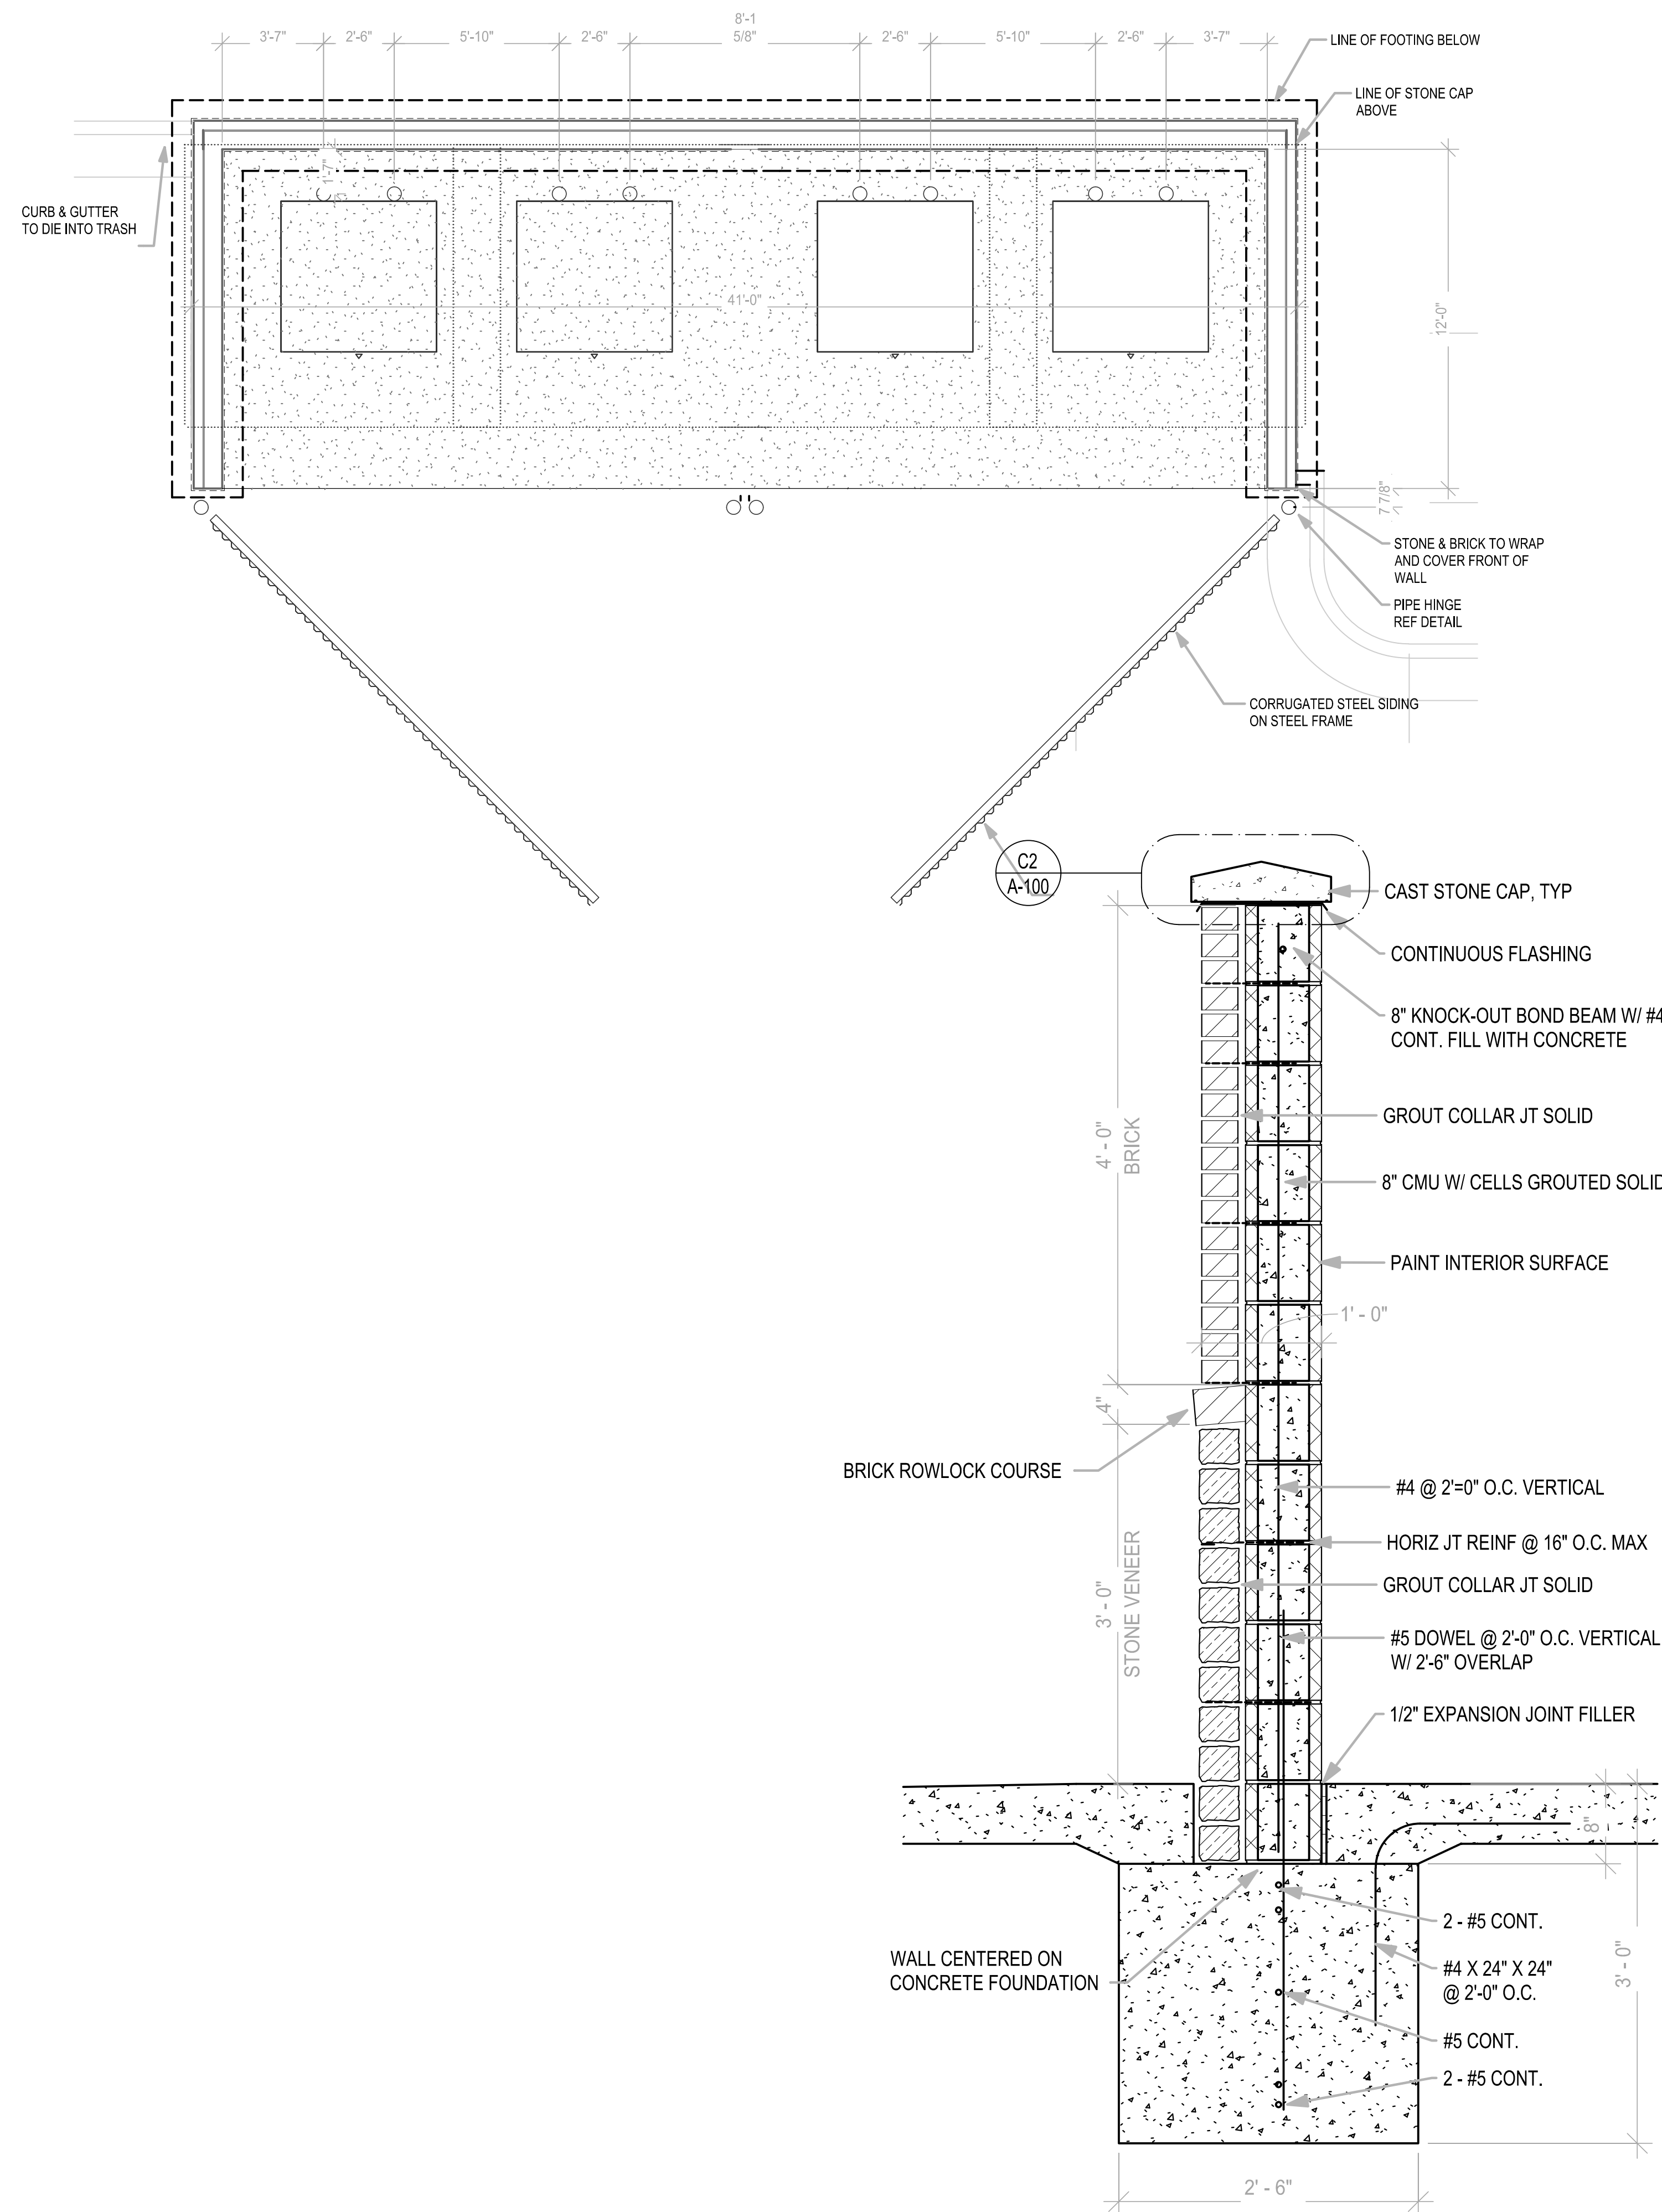 8'-1
3'-7" 2'-6" 5'-10" 2'-6" 5/8" 2'-6" 5'-10" 2'-6" 3'-7"
LINE OF FOOTING BELOW
LINE OF STONE CAP
ABOVE
1'-7"
CURB & GUTTER
TO DIE INTO TRASH
41'-0"
12'-0"
7 7/8"
STONE & BRICK TO WRAP
AND COVER FRONT OF
WALL
PIPE HINGE
REF DETAIL
CORRUGATED STEEL SIDING
ON STEEL FRAME
C2
A-100
CAST STONE CAP, TYP
CONTINUOUS FLASHING
8" KNOCK-OUT BOND BEAM W/ #4
CONT. FILL WITH CONCRETE
GROUT COLLAR JT SOLID
4' - 0"
BRICK
8" CMU W/ CELLS GROUTED SOLID
PAINT INTERIOR SURFACE
1' - 0"
4"
BRICK ROWLOCK COURSE
#4 @ 2'=0" O.C. VERTICAL
HORIZ JT REINF @ 16" O.C. MAX
GROUT COLLAR JT SOLID
3' - 0"
STONE VENEER
#5 DOWEL @ 2'-0" O.C. VERTICAL
W/ 2'-6" OVERLAP
1/2" EXPANSION JOINT FILLER
8"
2 - #5 CONT.
WALL CENTERED ON
CONCRETE FOUNDATION
#4 X 24" X 24"
@ 2'-0" O.C.
3' - 0"
#5 CONT.
2 - #5 CONT.
2' - 6"